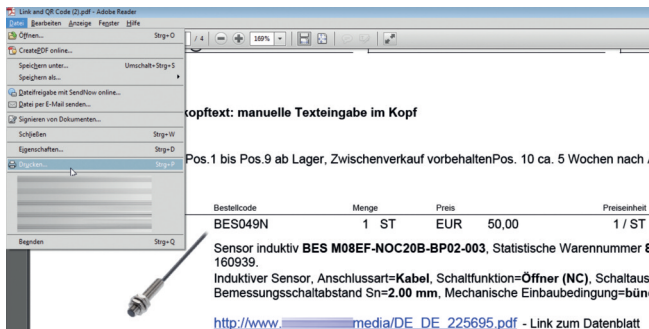 Link and QR Code (2).pdf - Adobe Reader
Datei Bearbeiten Anzeige Fenster Hilfe
Öffnen... Strg+O
/ 4 169%
CreatePDF online...
Speichern unter... Umschalt+Strg+S
Speichern als...
Dateifreigabe mit SendNow online...
Datei per E-Mail senden...
Signieren von Dokumenten...
Schließen Strg+W
Eigenschaften... Strg+D
Drucken... Strg+P
Beenden Strg+Q
kopftext: manuelle Texteingabe im Kopf
Pos.1 bis Pos.9 ab Lager, Zwischenverkauf vorbehaltenPos. 10 ca. 5 Wochen nach
Bestellcode Menge Preis Preiseinheit
BES049N 1 ST EUR 50,00 1 / ST
Sensor induktiv BES M08EF-NOC20B-BP02-003, Statistische Warennummer 8
160939.
Induktiver Sensor, Anschlussart=Kabel, Schaltfunktion=Öffner (NC), Schaltaus
Bemessungsschaltabstand Sn=2.00 mm, Mechanische Einbaubedingung=bün
http://www. media/DE_DE_225695.pdf - Link zum Datenblatt